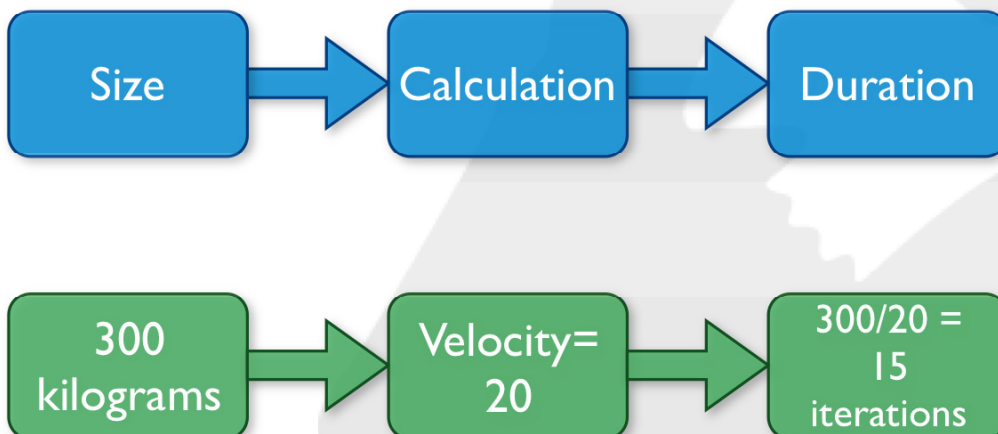 Size
Calculation
Duration
300
kilograms
Velocity=
20
300/20 =
15
iterations